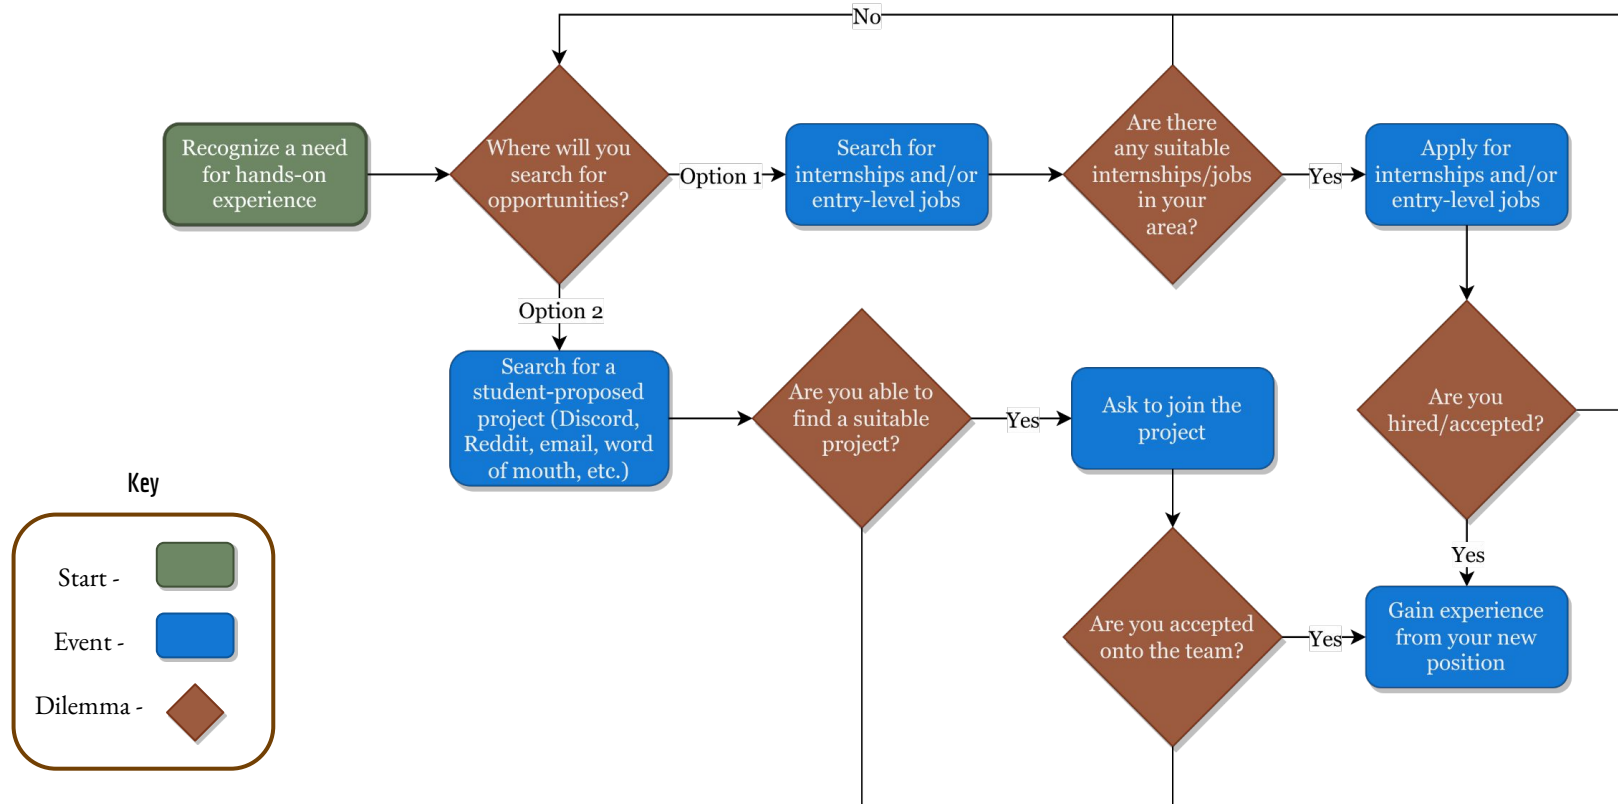 No
Recognize a need
for hands-on
experience
Where will you
search for
opportunities?
Option 1
Search for
internships and/or
entry-level jobs
Are there
any suitable
internships/jobs
in your
area?
Yes
Apply for
internships and/or
entry-level jobs
Option 2
Search for a
student-proposed
project (Discord,
Reddit, email, word
of mouth, etc.)
Are you able to
find a suitable
project?
Yes
Ask to join the
project
Are you
hired/accepted?
Yes
Are you accepted
onto the team?
Yes
Gain experience
from your new
position
Key
Start -
Event -
Dilemma -